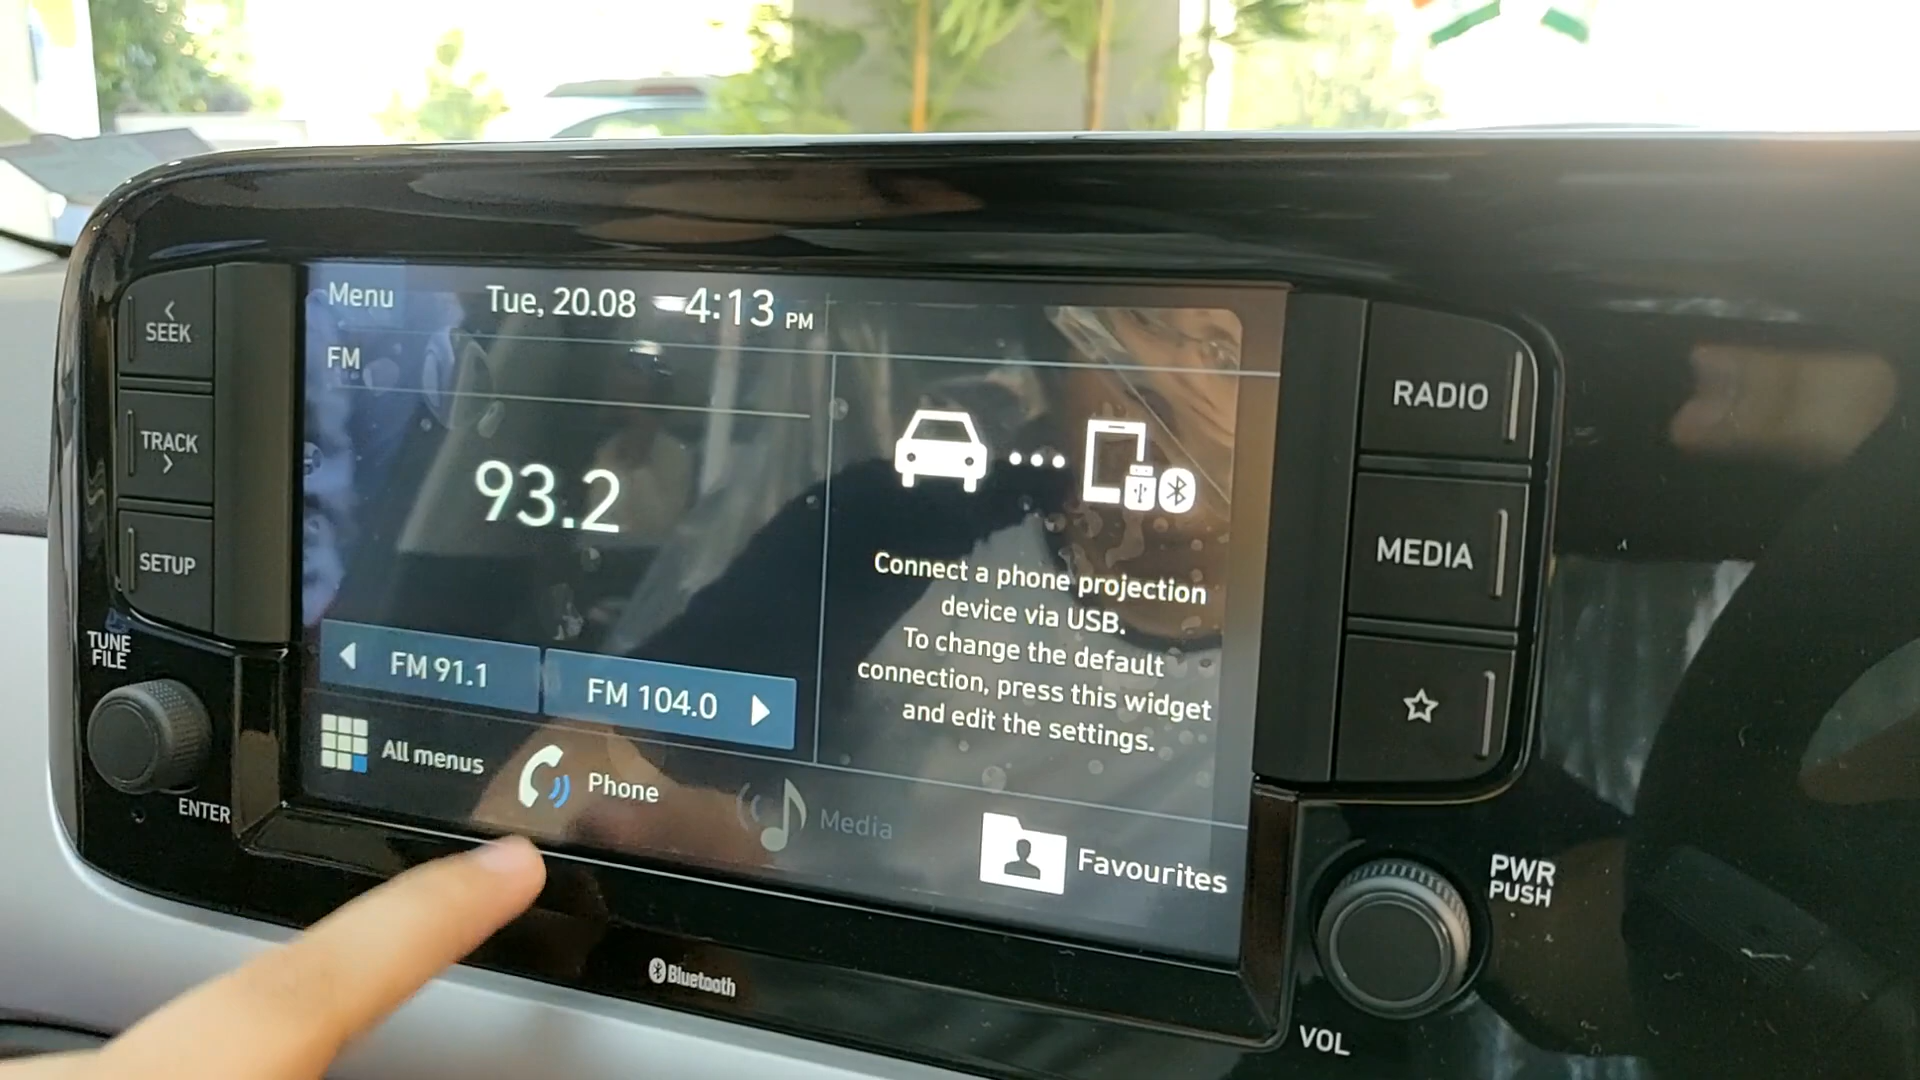 Menu
Tue, 20.08 4:13 PM
FM
93.2
FM 91.1
FM 104.0
Connect a phone projection
device via USB.
To change the default
connection, press this widget
and edit the settings.
All menus
Phone
Media
Favourites
SEEK
TRACK
SETUP
TUNE
FILE
ENTER
RADIO
MEDIA
PWR
PUSH
VOL
Bluetooth